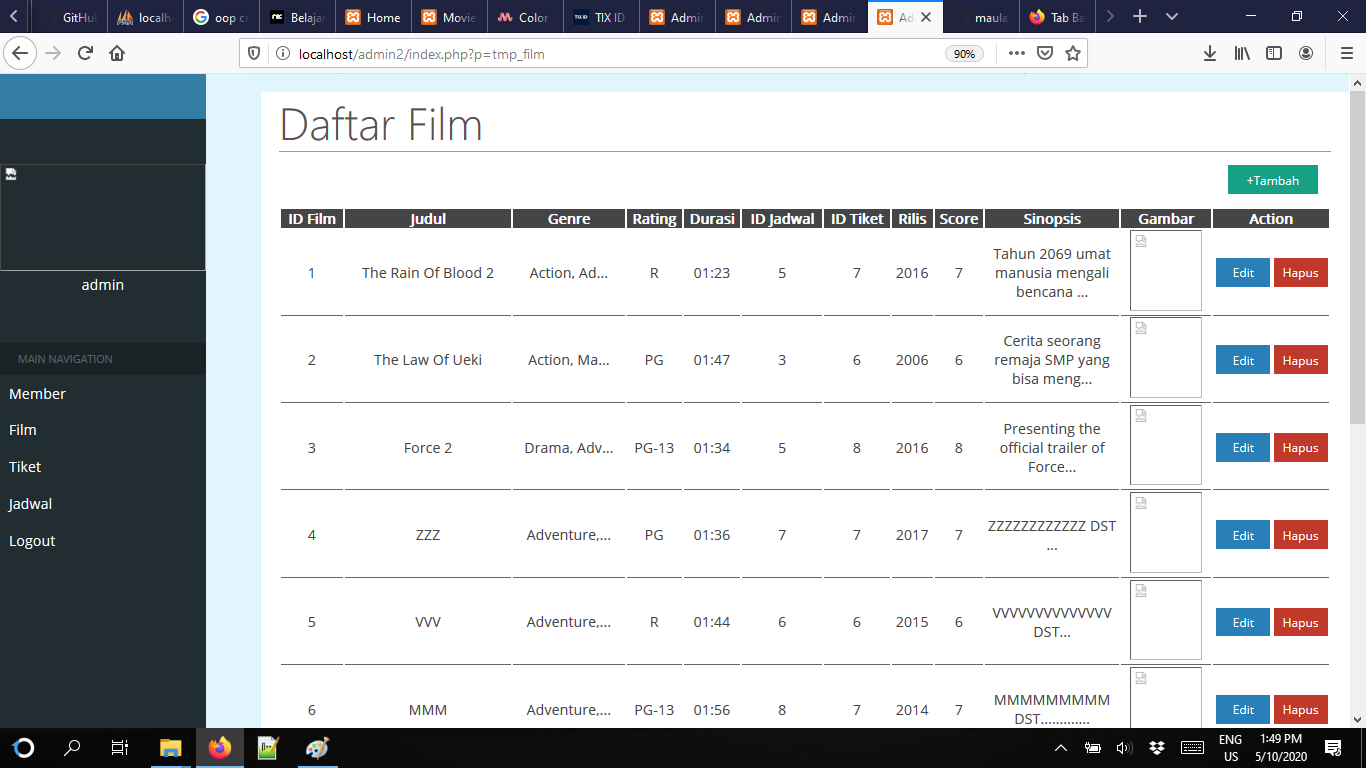 GitHu
localh
oop cr
Belaja
Home
Movie
Color
TIX ID
Admin
Admin
Admin
Ad
maula
Tab Ba
localhost/admin2/index.php?p=tmp_film
90%
Daftar Film
+Tambah
ID Film Judul Genre Rating Durasi ID Jadwal ID Tiket Rilis Score Sinopsis Gambar Action
1 The Rain Of Blood 2 Action, Ad... R 01:23 5 7 2016 7 Tahun 2069 umat manusia mengali bencana ... Edit Hapus
2 The Law Of Ueki Action, Ma... PG 01:47 3 6 2006 6 Cerita seorang remaja SMP yang bisa meng... Edit Hapus
3 Force 2 Drama, Adv... PG-13 01:34 5 8 2016 8 Presenting the official trailer of Force... Edit Hapus
4 ZZZ Adventure,... PG 01:36 7 7 2017 7 ZZZZZZZZZZZZ DST ... Edit Hapus
5 VVV Adventure,... R 01:44 6 6 2015 6 VVVVVVVVVVVVVV DST... Edit Hapus
6 MMM Adventure,... PG-13 01:56 8 7 2014 7 MMMMMMMMM DST............. Edit Hapus
admin
MAIN NAVIGATION
Member
Film
Tiket
Jadwal
Logout
ENG
US
1:49 PM
5/10/2020